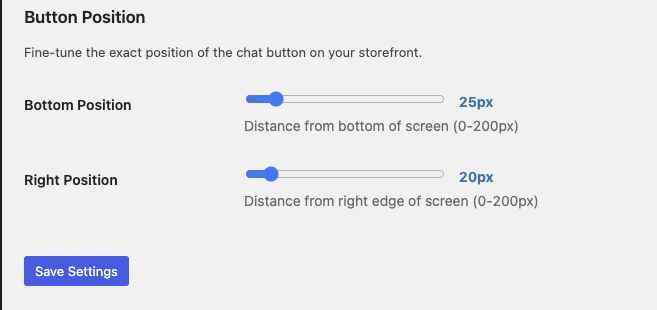 Button Position
Fine-tune the exact position of the chat button on your storefront.
Bottom Position
25px
Distance from bottom of screen (0-200px)
Right Position
20px
Distance from right edge of screen (0-200px)
Save Settings